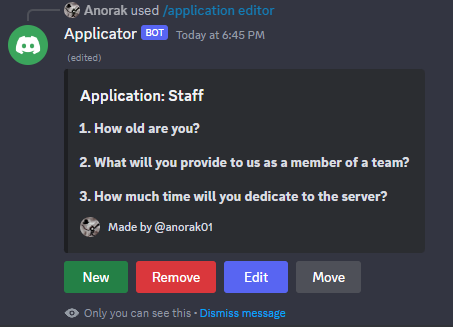 Anorak used /application editor
Applicator BOT Today at 6:45 PM
(edited)
Application: Staff
1. How old are you?
2. What will you provide to us as a member of a team?
3. How much time will you dedicate to the server?
Made by @anorak01
New Remove Edit Move
Only you can see this • Dismiss message